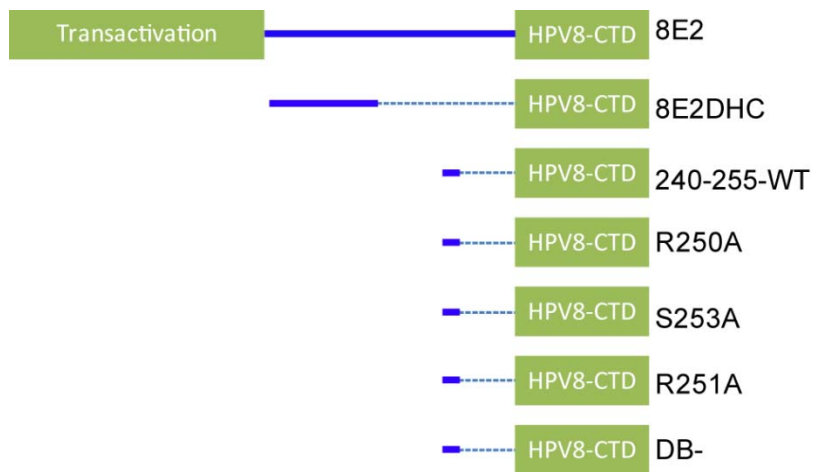 Transactivation HPV8-CTD 8E2
HPV8-CTD 8E2DHC
HPV8-CTD 240-255-WT
HPV8-CTD R250A
HPV8-CTD S253A
HPV8-CTD R251A
HPV8-CTD DB-